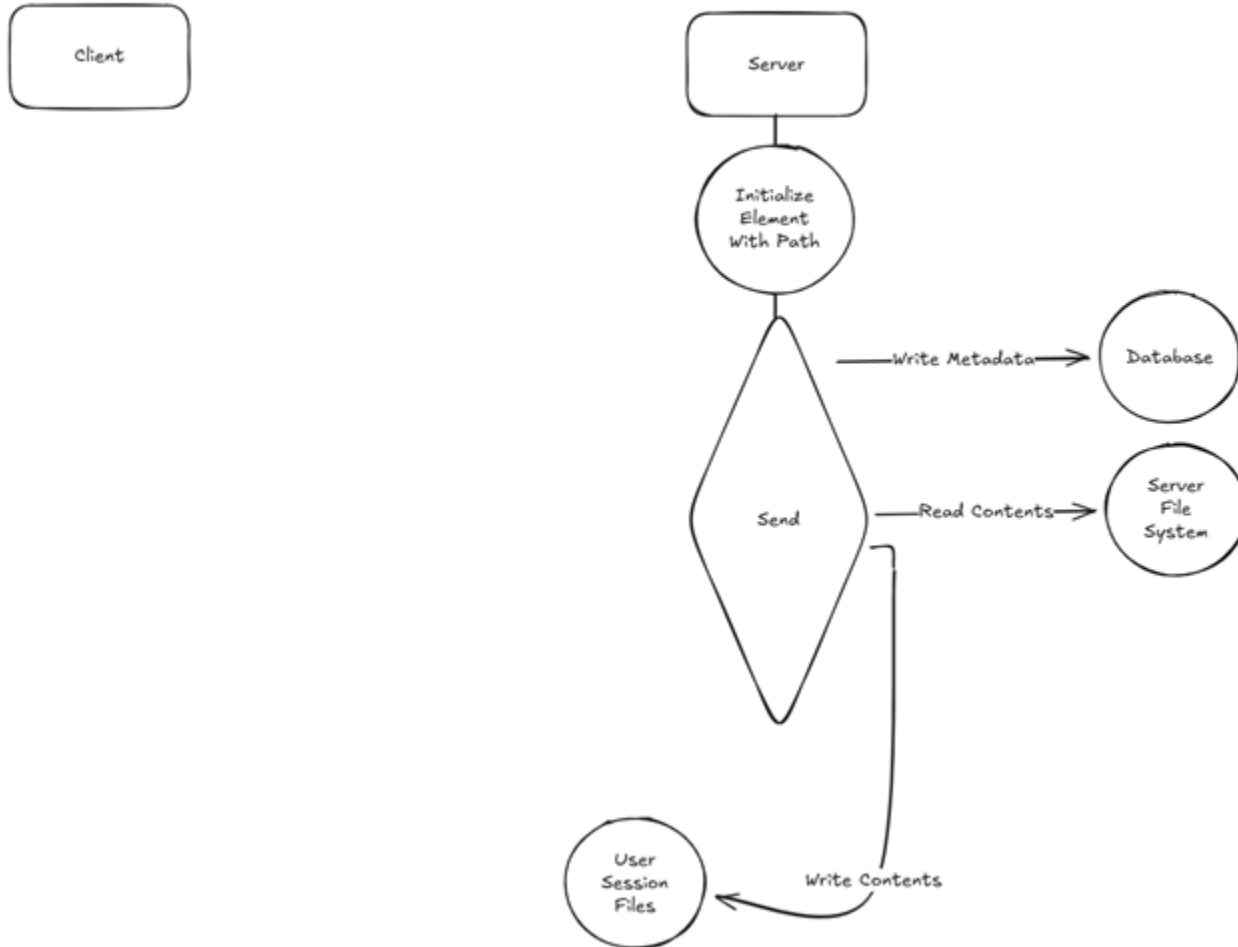 Client
Server
Initialize
Element
With Path
Write Metadata
Database
Send
Read Contents
Server
File
System
User
Session
Files
Write Contents